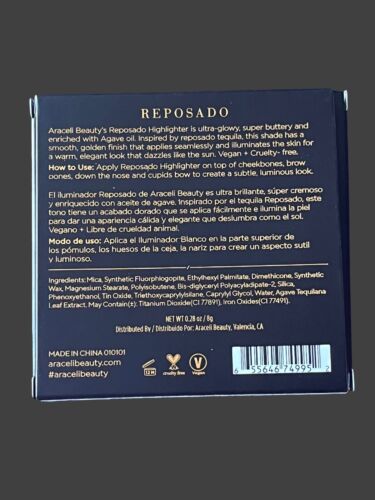 REPOSADO
Araceli Beauty's Reposado Highlighter is ultra-glowy, super buttery and
enriched with Agave oil. Inspired by reposado tequila, this shade has a
smooth, golden finish that applies seamlessly and illuminates the skin for
a warm, elegant look that dazzles like the sun. Vegan + Cruelty- free.
How to Use: Apply Reposado Highlighter on top of cheekbones, brow
bones, down the nose and cupids bow to create a subtle, luminous look.
El iluminador Reposado de Araceli Beauty es ultra brillante, súper cremoso
y enriquecido con aceite de agave. Inspirado por el tequila Reposado, este
tono tiene un acabado dorado que se aplica fácilmente e ilumina la piel
para dar una apariencia cálida y elegante que deslumbra como el sol.
Vegano + Libre de crueldad animal.
Modo de uso: Aplica el Iluminador Blanco en la parte superior de
los pómulos, los huesos de la ceja, la nariz para crear un aspecto sutil
y luminoso.
Ingredients: Mica, Synthetic Fluorphlogopite, Ethylhexyl Palmitate, Dimethicone, Synthetic
Wax, Magnesium Stearate, Polyisobutene, Bis-diglyceryl Polyacyladipate-2, Silica,
Phenoxyethanol, Tin Oxide, Triethoxycaprylylsilane, Caprylyl Glycol, Water, Agave Tequilana
Leaf Extract, May Contain(±): Titanium Dioxide(CI 77891), Iron Oxides(CI 77491).
NET WT 0.28 oz / 8g
Distributed By / Distribuido Por: Araceli Beauty, Valencia, CA
MADE IN CHINA 010101
aracelibeauty.com
#aracelibeauty
12 M
cruelty free
V
Vegan
6 55646 74995 2